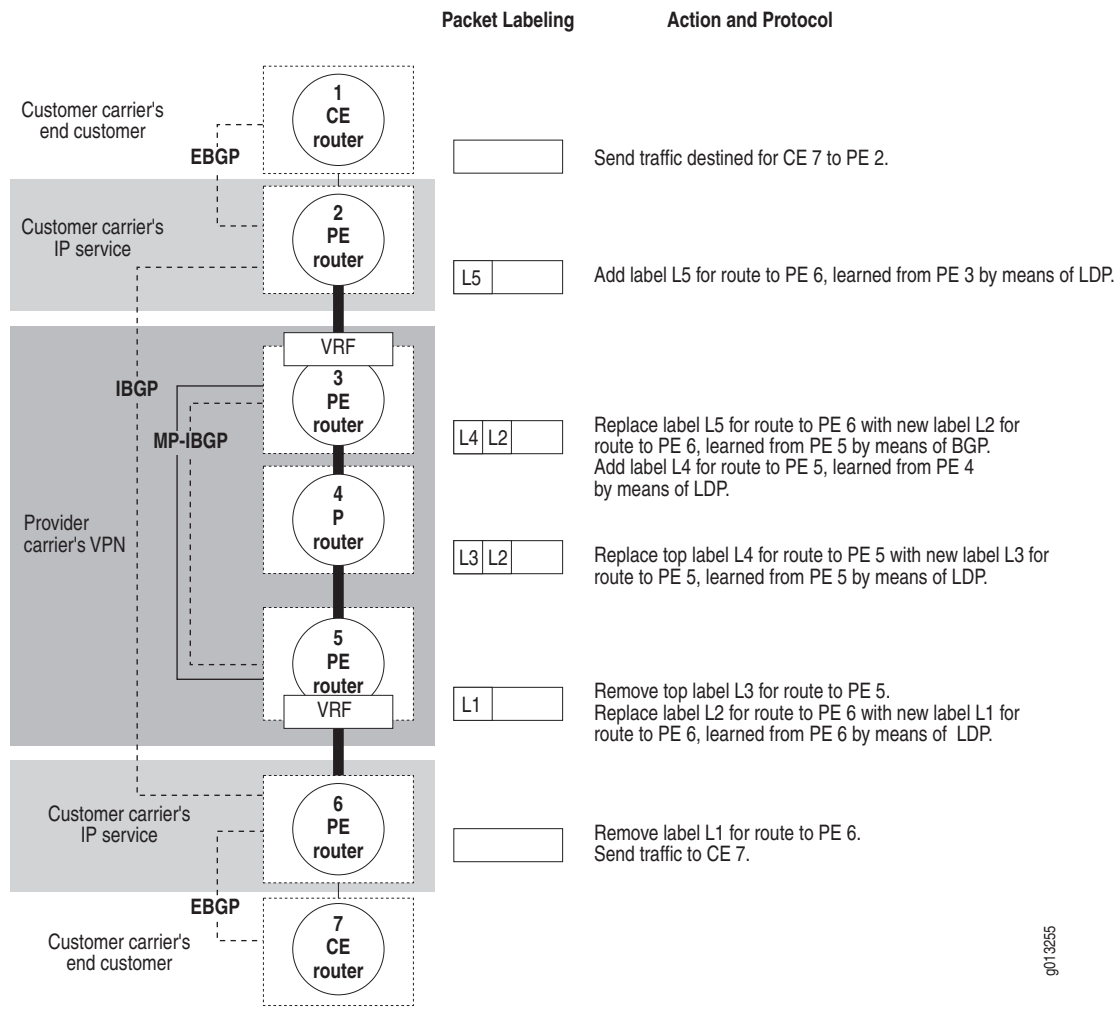 Packet Labeling
Action and Protocol
Customer carrier's
end customer
1
CE
router
EBGP
Send traffic destined for CE 7 to PE 2.
Customer carrier's
IP service
2
PE
router
L5
Add label L5 for route to PE 6, learned from PE 3 by means of LDP.
VRF
IBGP
3
PE
router
MP-IBGP
L4 L2
Replace label L5 for route to PE 6 with new label L2 for
route to PE 6, learned from PE 5 by means of BGP.
Add label L4 for route to PE 5, learned from PE 4
by means of LDP.
Provider
carrier's VPN
4
P
router
L3 L2
Replace top label L4 for route to PE 5 with new label L3 for
route to PE 5, learned from PE 5 by means of LDP.
5
PE
router
VRF
L1
Remove top label L3 for route to PE 5.
Replace label L2 for route to PE 6 with new label L1 for
route to PE 6, learned from PE 6 by means of LDP.
Customer carrier's
IP service
6
PE
router
Remove label L1 for route to PE 6.
Send traffic to CE 7.
EBGP
Customer carrier's
end customer
7
CE
router
g013255